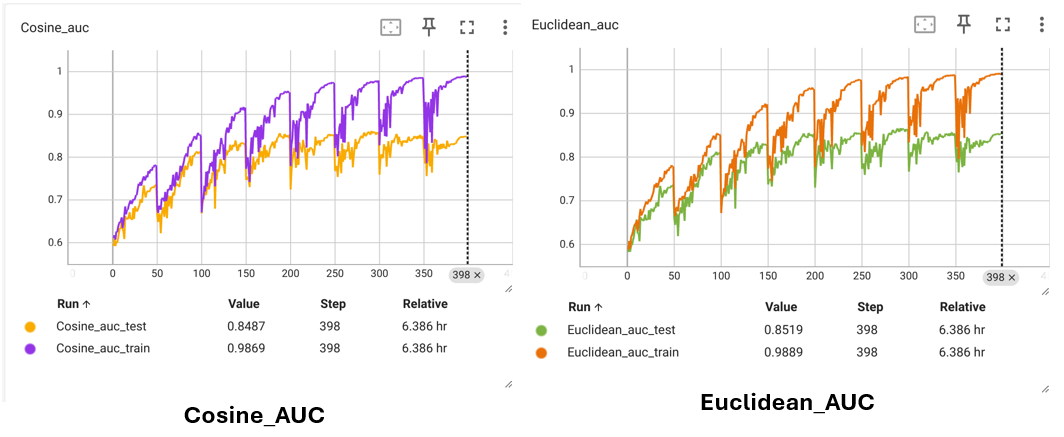 Cosine_auc
1
0.9
0.8
0.7
0.6
0 0 50 100 150 200 250 300 350 398 × 4
Run ↑ Value Step Relative
Cosine_auc_test 0.8487 398 6.386 hr
Cosine_auc_train 0.9869 398 6.386 hr
Cosine_AUC
Euclidean_auc
1
0.9
0.8
0.7
0.6
0 0 50 100 150 200 250 300 350 398 × 4
Run ↑ Value Step Relative
Euclidean_auc_test 0.8519 398 6.386 hr
Euclidean_auc_train 0.9889 398 6.386 hr
Euclidean_AUC